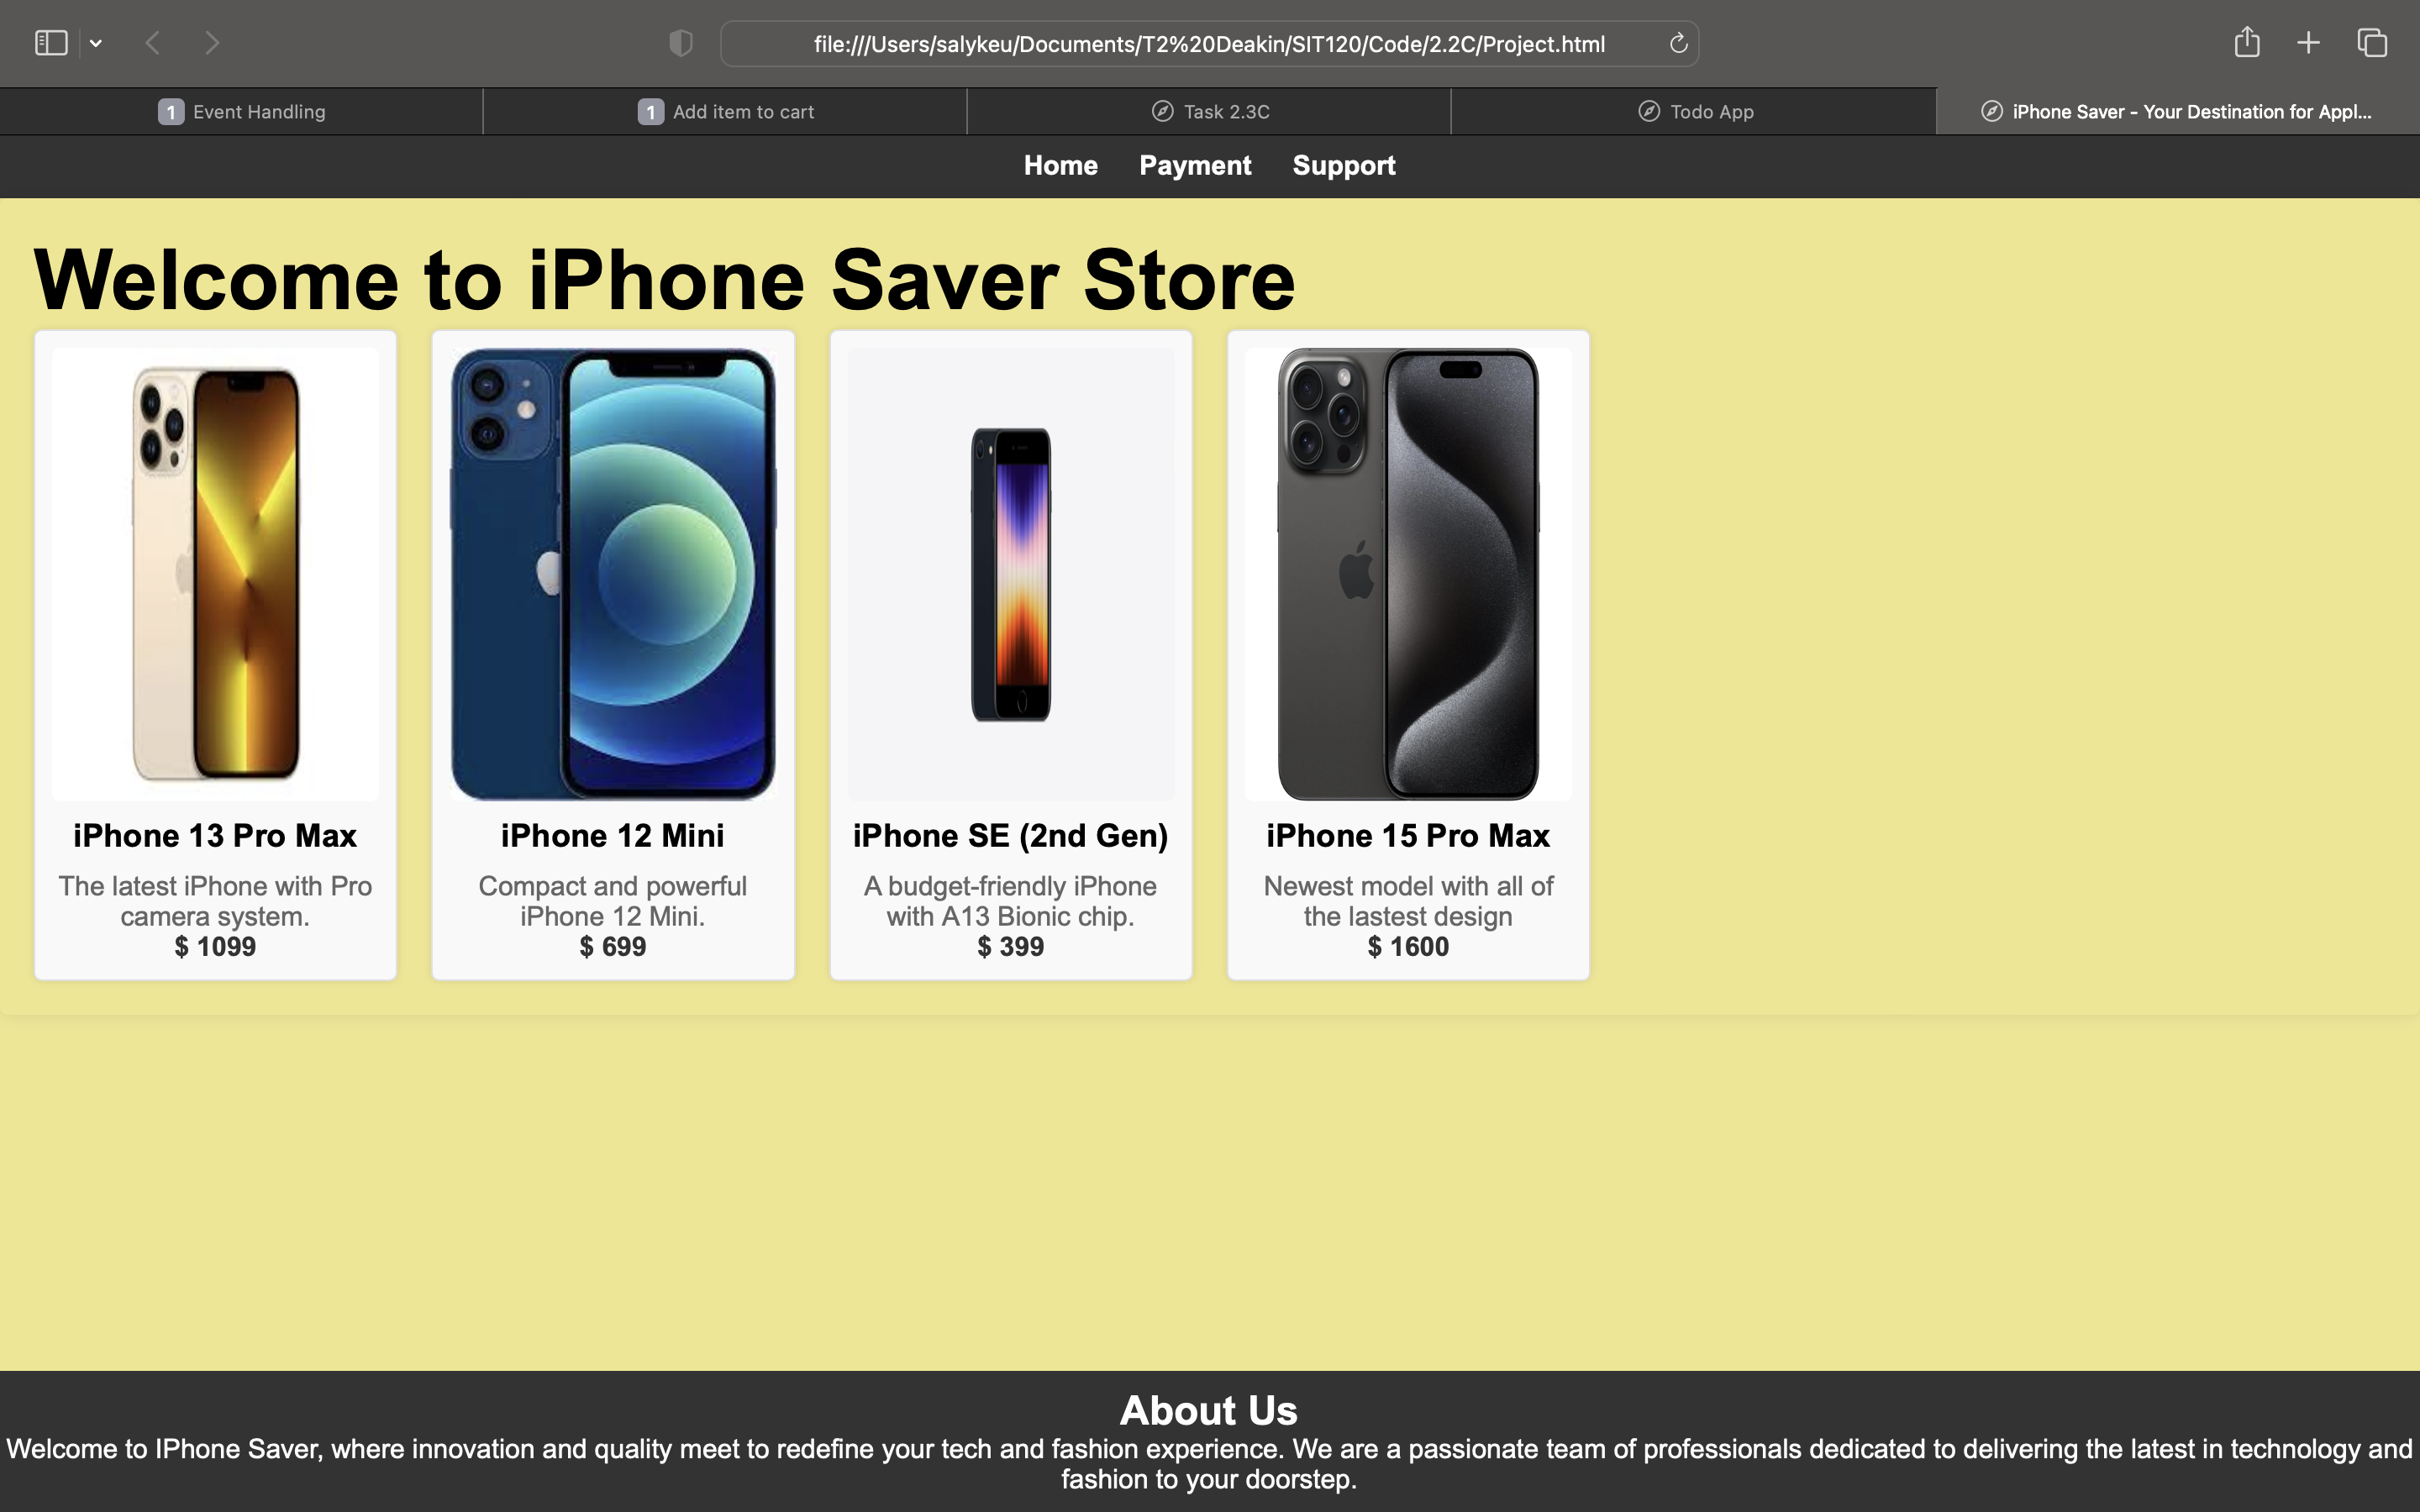 file:///Users/salykeu/Documents/T2%20Deakin/SIT120/Code/2.2C/Project.html
1 Event Handling
1 Add item to cart
Task 2.3C
Todo App
iPhone Saver - Your Destination for Appl...
Home Payment Support
Welcome to iPhone Saver Store
iPhone 13 Pro Max
The latest iPhone with Pro
camera system.
$ 1099
iPhone 12 Mini
Compact and powerful
iPhone 12 Mini.
$ 699
iPhone SE (2nd Gen)
A budget-friendly iPhone
with A13 Bionic chip.
$ 399
iPhone 15 Pro Max
Newest model with all of
the lastest design
$ 1600
About Us
Welcome to IPhone Saver, where innovation and quality meet to redefine your tech and fashion experience. We are a passionate team of professionals dedicated to delivering the latest in technology and
fashion to your doorstep.